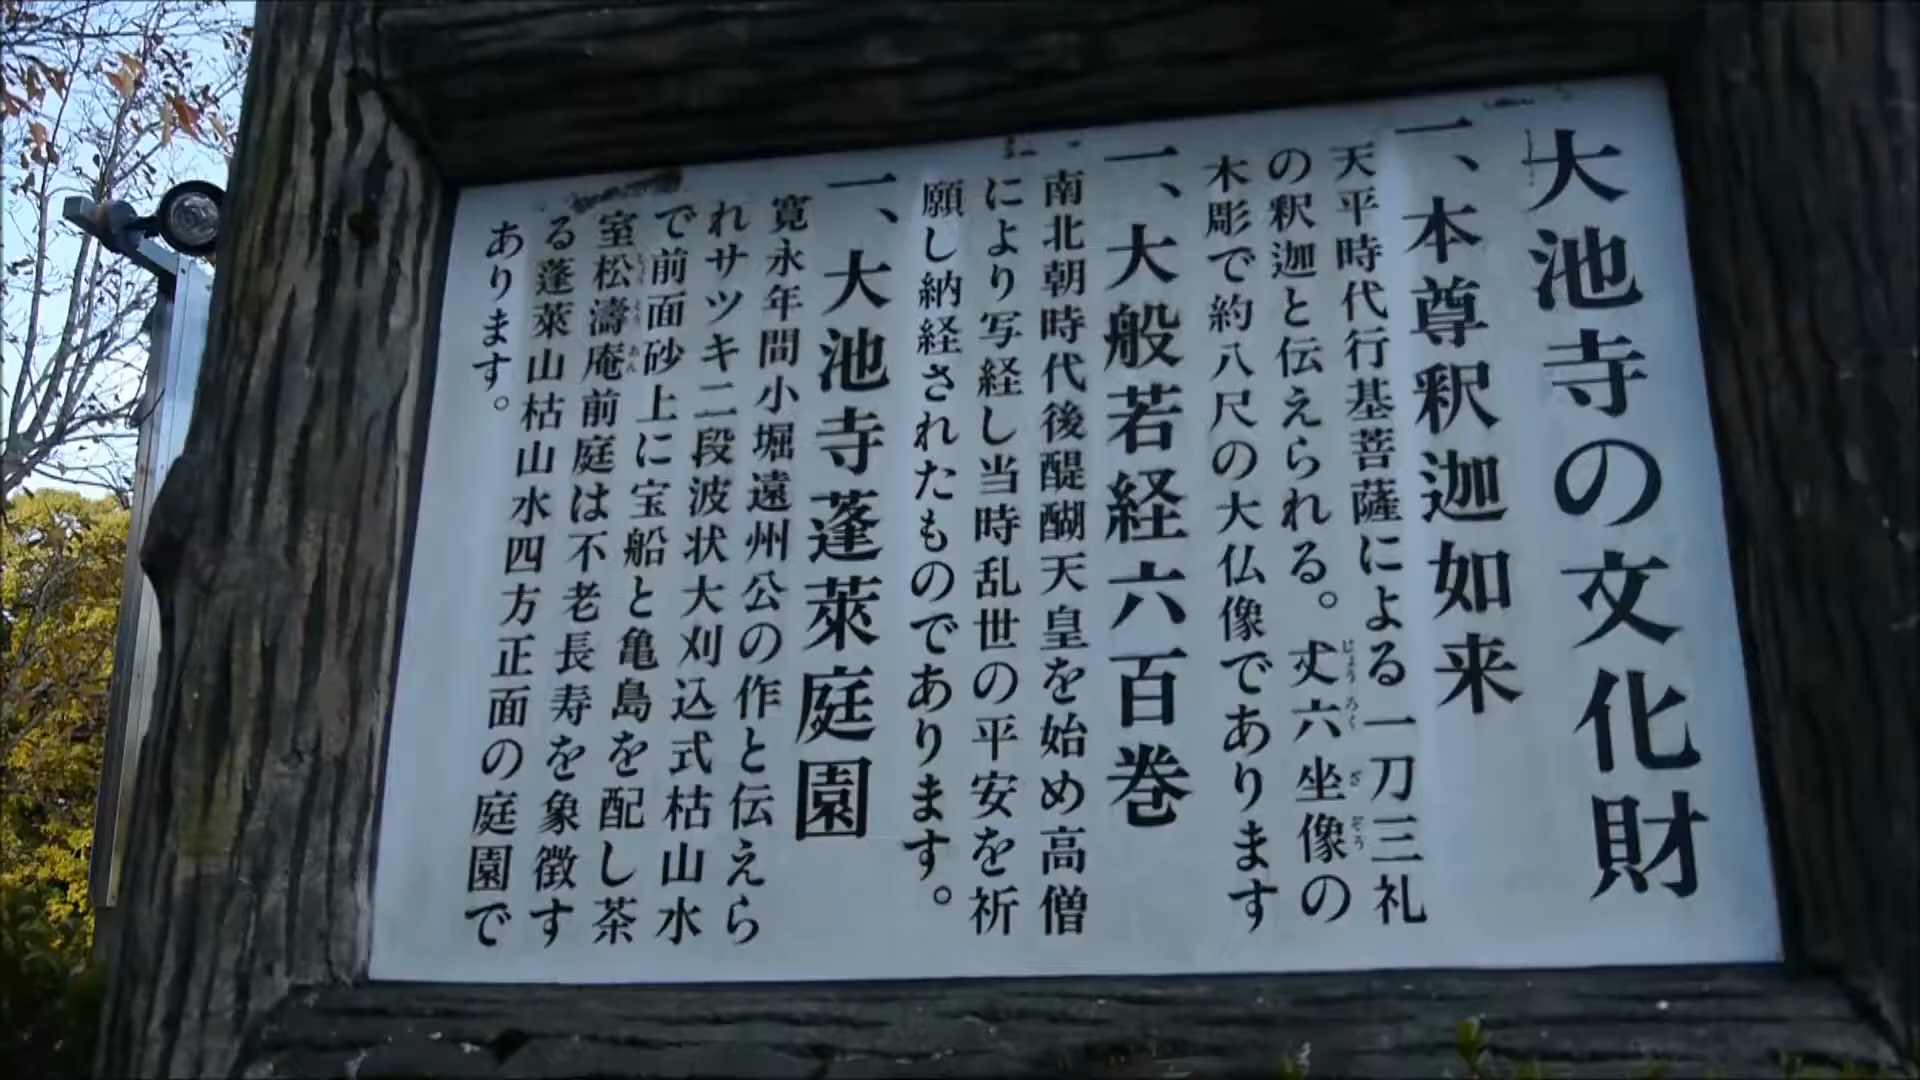 大池寺の文化財
一、本尊釈迦如来
天平時代行基菩薩による一刀三礼
の釈迦と伝えられる。丈六坐像の
木彫で約八尺の大仏像であります
一、大般若経六百巻
南北朝時代後醍醐天皇を始め高僧
により写経し当時乱世の平安を祈
願し納経されたものであります。
一、大池寺蓬萊庭園
寛永年間小堀遠州公の作と伝えら
れサツキ二段波状大刈込式枯山水
で前面砂上に宝船と亀島を配し茶
室松濤庵前庭は不老長寿を象徴す
る蓬萊山枯山水四方正面の庭園で
あります。